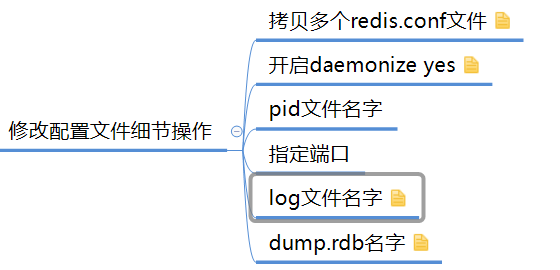 修改配置文件细节操作
拷贝多个redis.conf文件
开启daemonize yes
pid文件名字
指定端口
log文件名字
dump.rdb名字